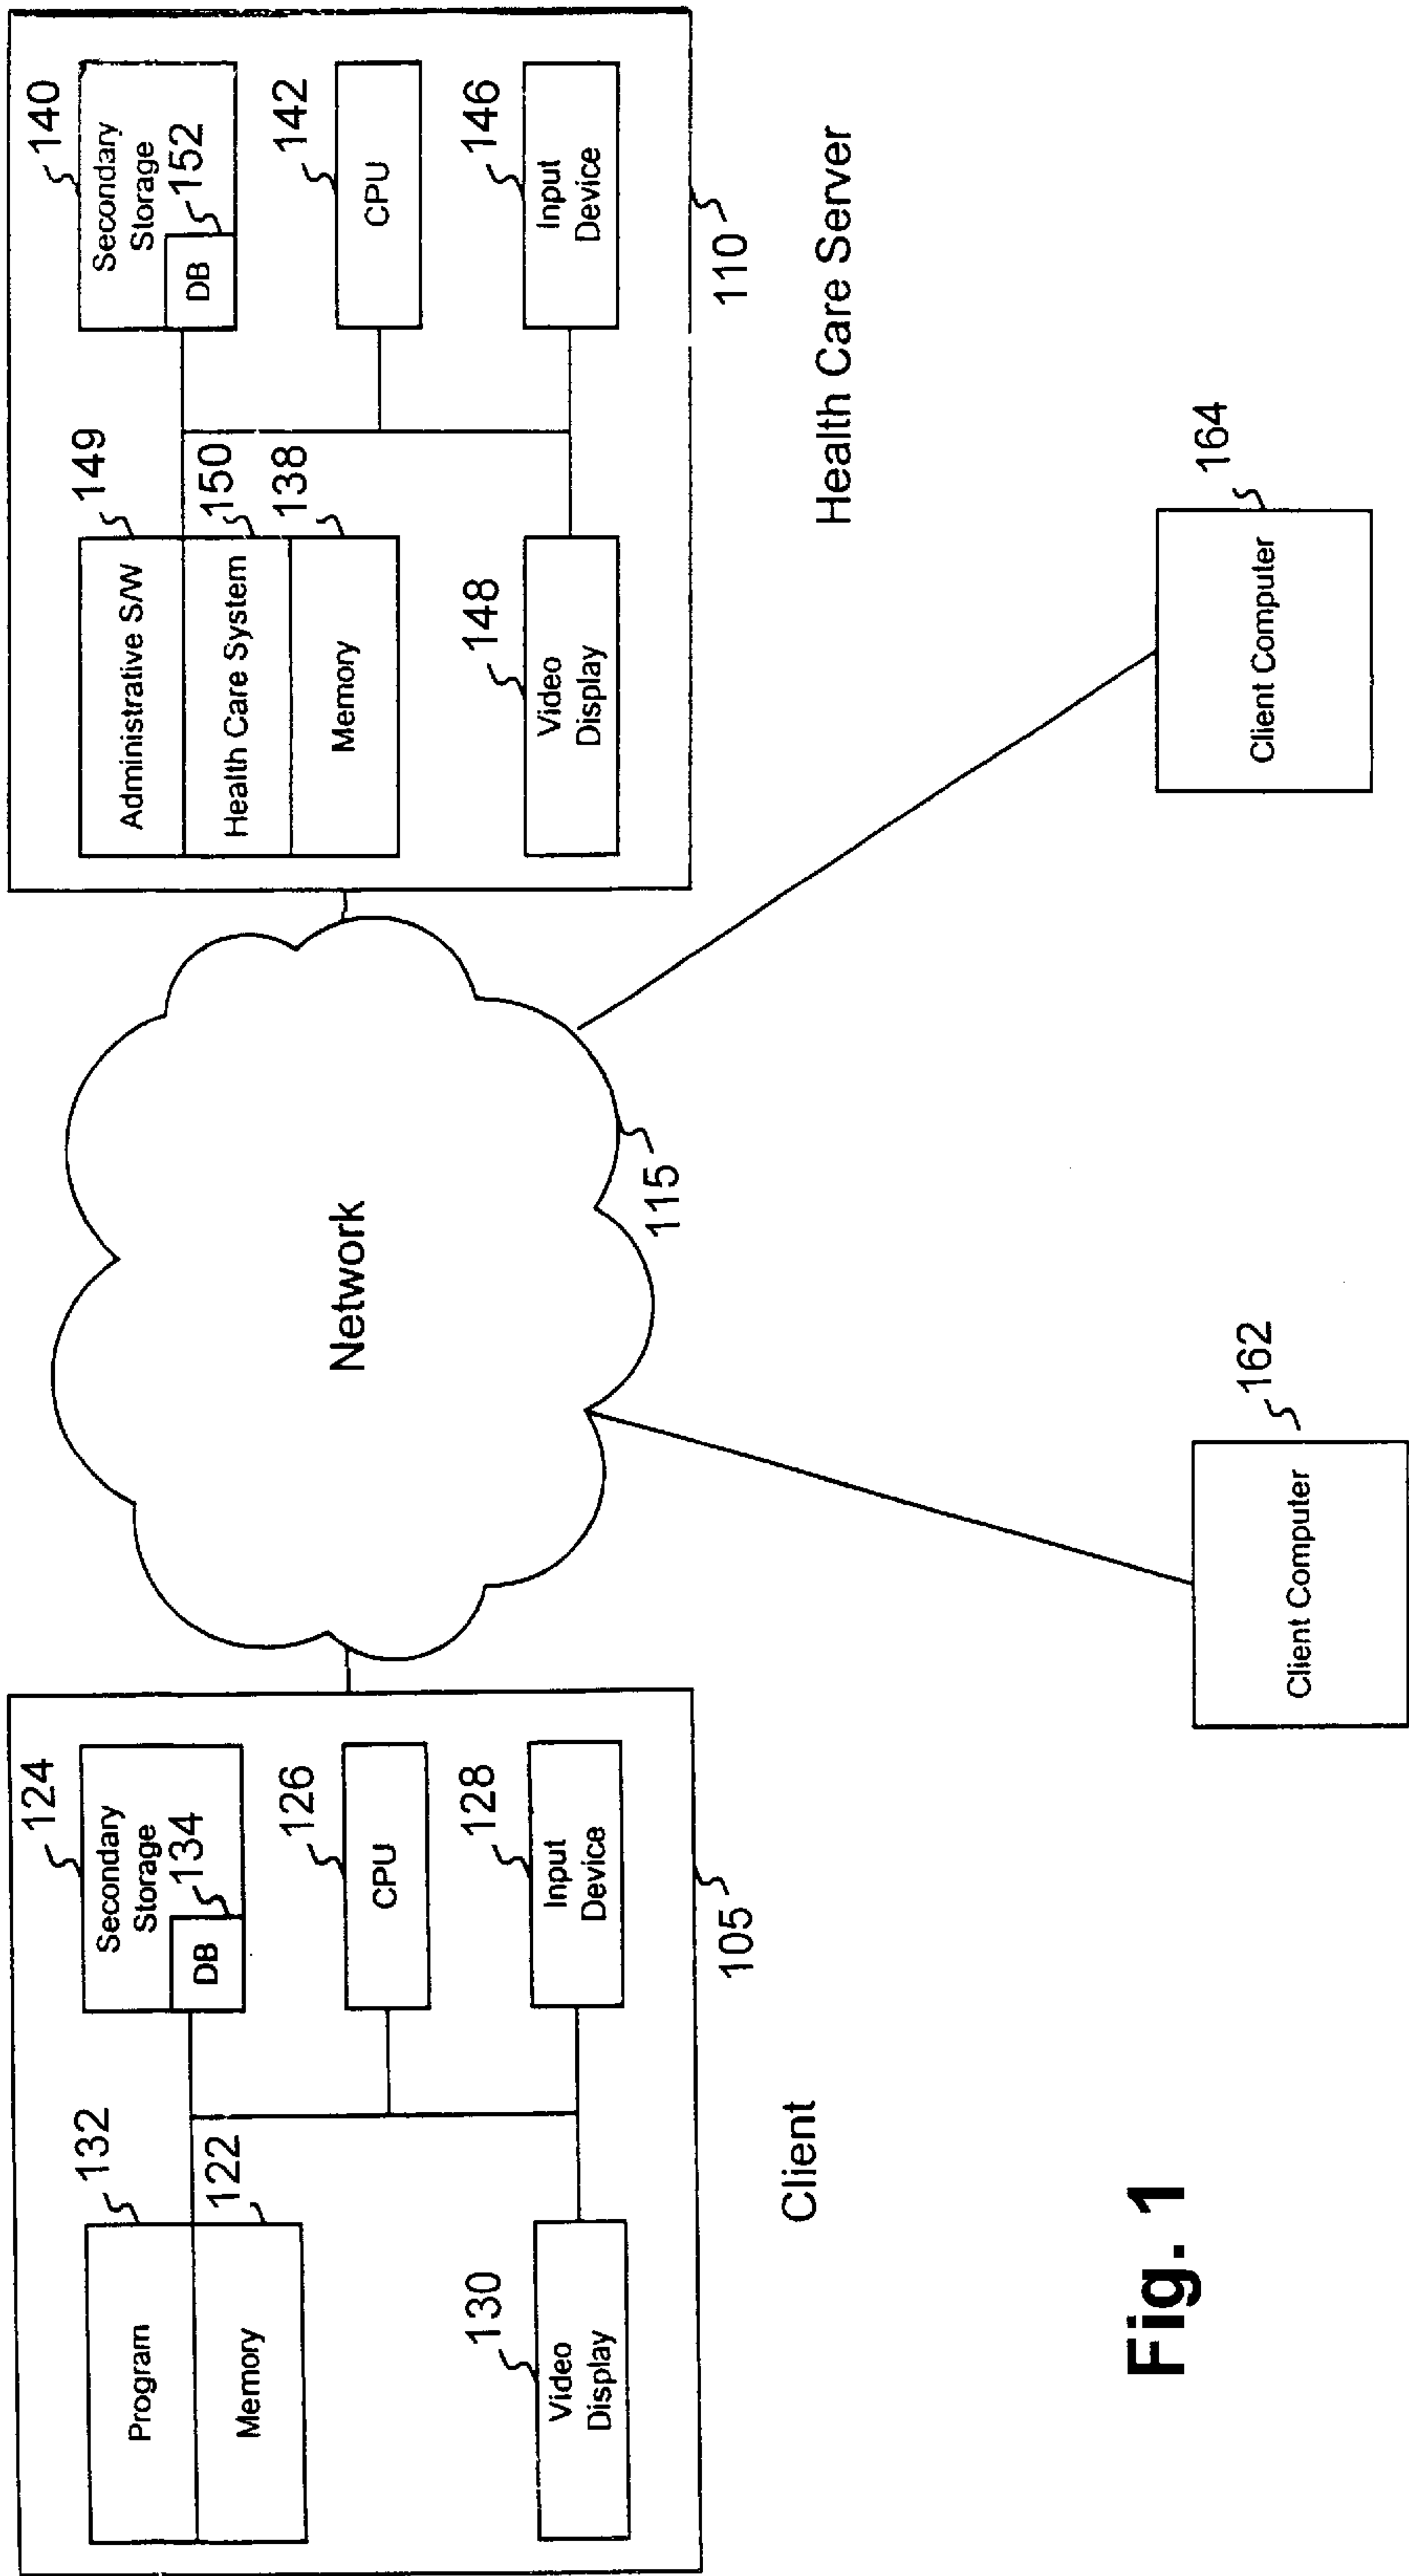 124
Secondary
Storage
134
DB
132
Program
122
Memory
126
CPU
128
Input
Device
130
Video
Display
105
Client
Network
115
140
Secondary
Storage
152
DB
149
Administrative S/W
150
Health Care System
138
Memory
142
CPU
146
Input
Device
148
Video
Display
110
Health Care Server
162
Client Computer
164
Client Computer
Fig. 1